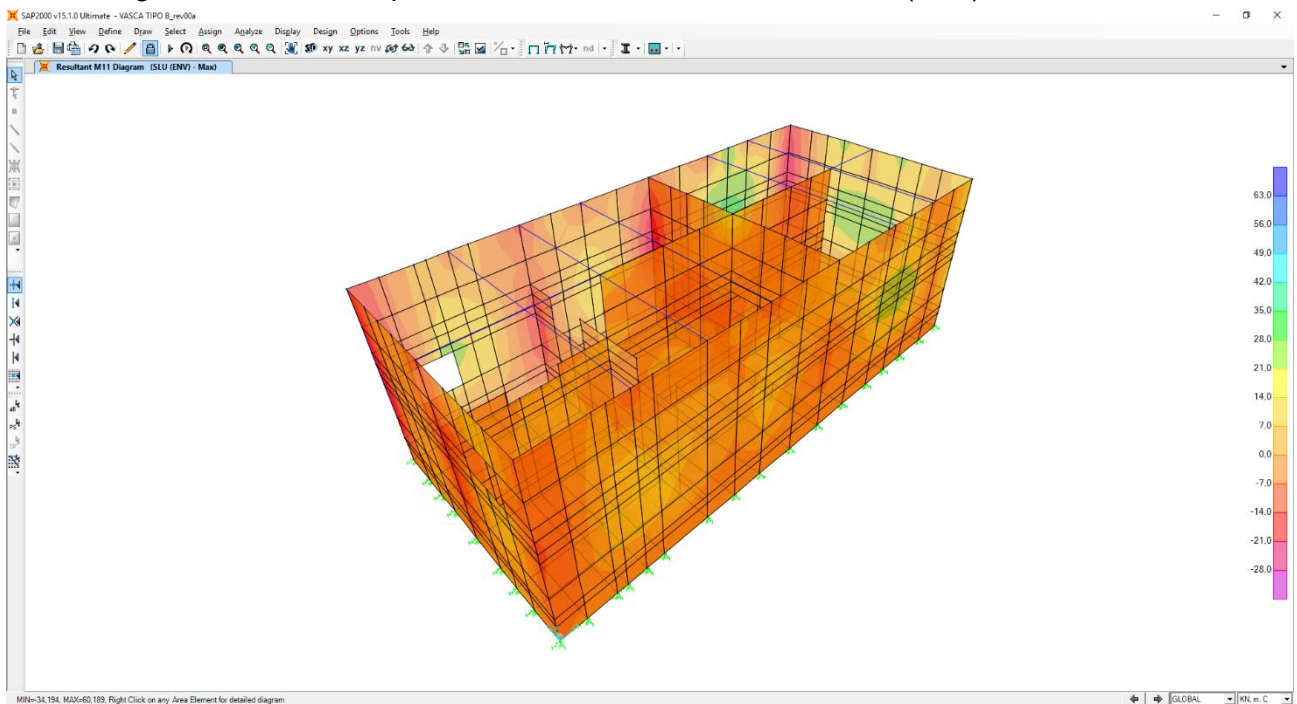 SAP2000 v15.1.0 Ultimate - VASCA TIPO B_rev00a
File Edit View Define Draw Select Assign Analyze Display Design Options Tools Help
xy xz yz nv
nd
Resultant M11 Diagram (SLU (ENV) - Max)
all
PS
63.0
56.0
49.0
42.0
35.0
28.0
21.0
14.0
7.0
0.0
-7.0
-14.0
-21.0
-28.0
MIN=-34,194, MAX=60,189, Right Click on any Area Element for detailed diagram
GLOBAL
KN, m, C